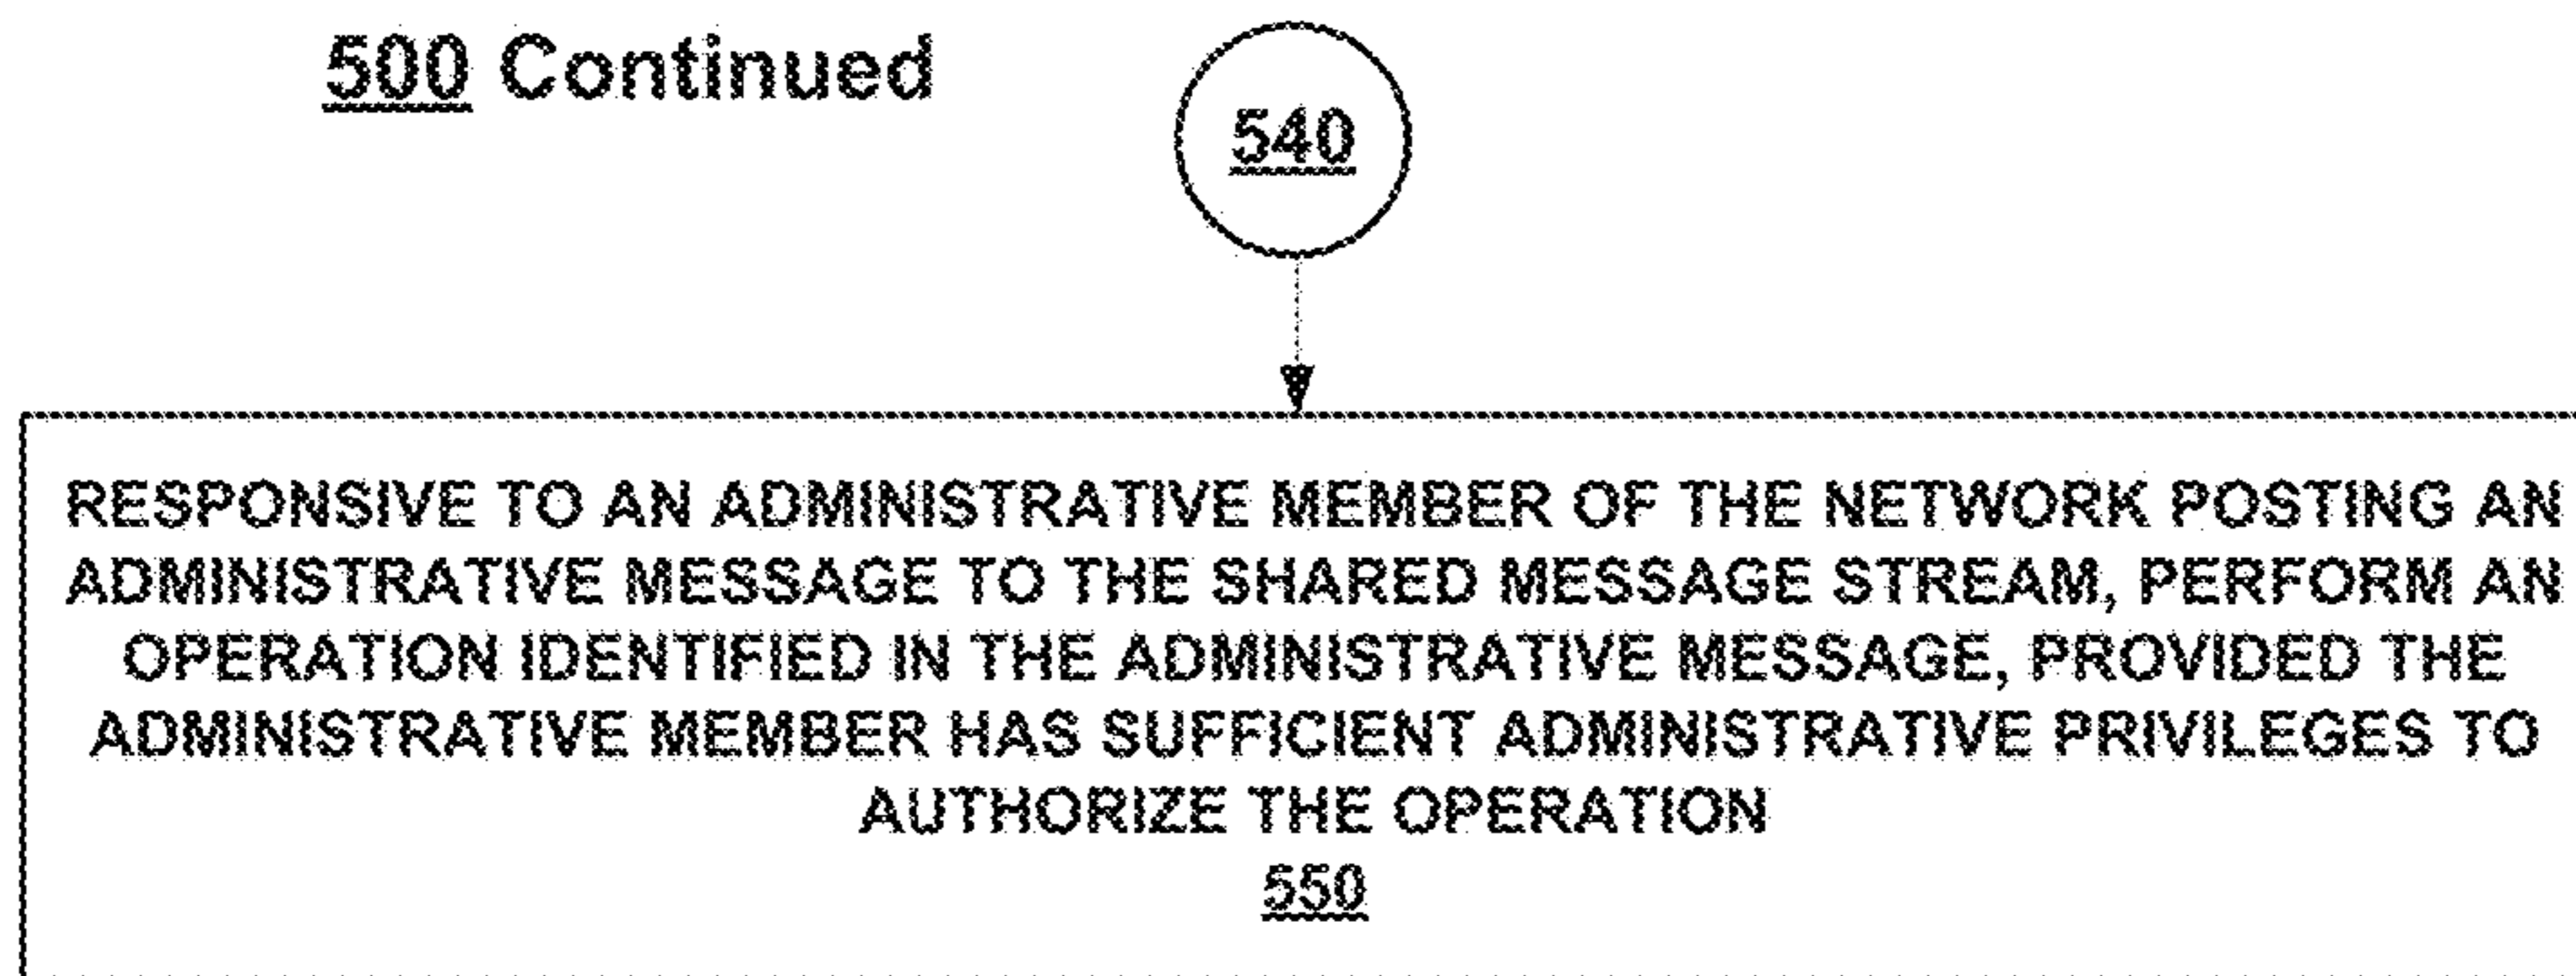 500 Continued
540
RESPONSIVE TO AN ADMINISTRATIVE MEMBER OF THE NETWORK POSTING AN
ADMINISTRATIVE MESSAGE TO THE SHARED MESSAGE STREAM, PERFORM AN
OPERATION IDENTIFIED IN THE ADMINISTRATIVE MESSAGE, PROVIDED THE
ADMINISTRATIVE MEMBER HAS SUFFICIENT ADMINISTRATIVE PRIVILEGES TO
AUTHORIZE THE OPERATION
550